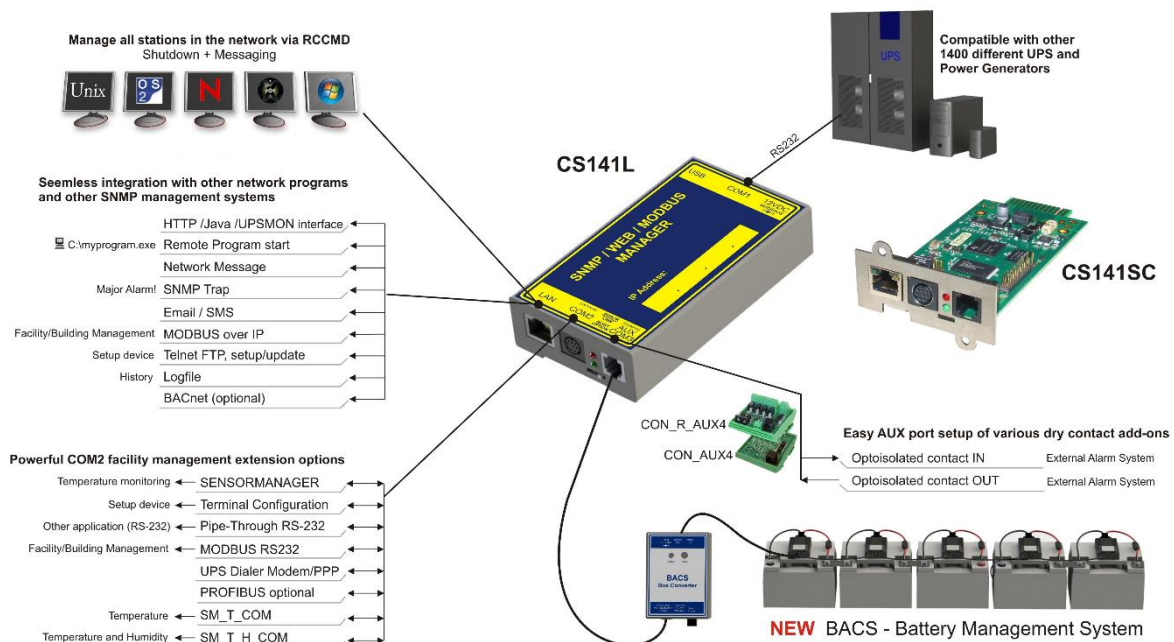 Manage all stations in the network via RCCMD
Shutdown + Messaging
Unix
OS
2
N
Compatible with other
1400 different UPS and
Power Generators
UPS
RS232
CS141L
USB
COM1
12VDC
SNMP / WEB / MODBUS
MANAGER
IP Address:
LAN
COM2
AUX
COM3
CS141SC
Seemless integration with other network programs
and other SNMP management systems
HTTP /Java /UPSMON interface
C:\myprogram.exe Remote Program start
Network Message
Major Alarm! SNMP Trap
Email / SMS
Facility/Building Management MODBUS over IP
Setup device Telnet FTP, setup/update
History Logfile
BACnet (optional)
CON_R_AUX4
CON_AUX4
Easy AUX port setup of various dry contact add-ons
Optoisolated contact IN External Alarm System
Optoisolated contact OUT External Alarm System
Powerful COM2 facility management extension options
Temperature monitoring SENSORMANAGER
Setup device Terminal Configuration
Other application (RS-232) Pipe-Through RS-232
Facility/Building Management MODBUS RS232
UPS Dialer Modem/PPP
PROFIBUS optional
Temperature SM_T_COM
Temperature and Humidity SM_T_H_COM
BACS
Bus Converter
NEW BACS - Battery Management System